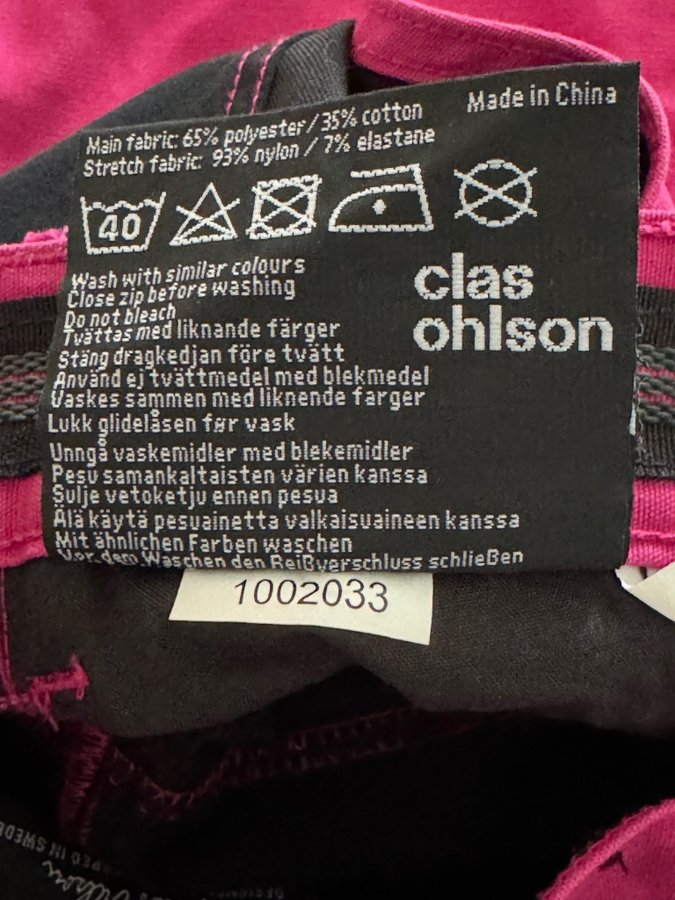 Main fabric: 65% polyester / 35% cotton
Stretch fabric: 93% nylon / 7% elastane
Made in China
40
clas
ohlson
Wash with similar colours
Close zip before washing
Do not bleach
Tvättas med liknande färger
Stäng dragkedjan före tvätt
Använd ej tvättmedel med blekmedel
Vaskes sammen med liknende farger
Lukk glidelåsen før vask
Unngå vaskemidler med blekemidler
Pesu samankaltaisten värien kanssa
Sulje vetoketju ennen pesua
Älä käytä pesuainetta valkaisuaineen kanssa
Mit ähnlichen Farben waschen
Vor dem Waschen den Reißverschluss schließen
1002033
IN SWEDE